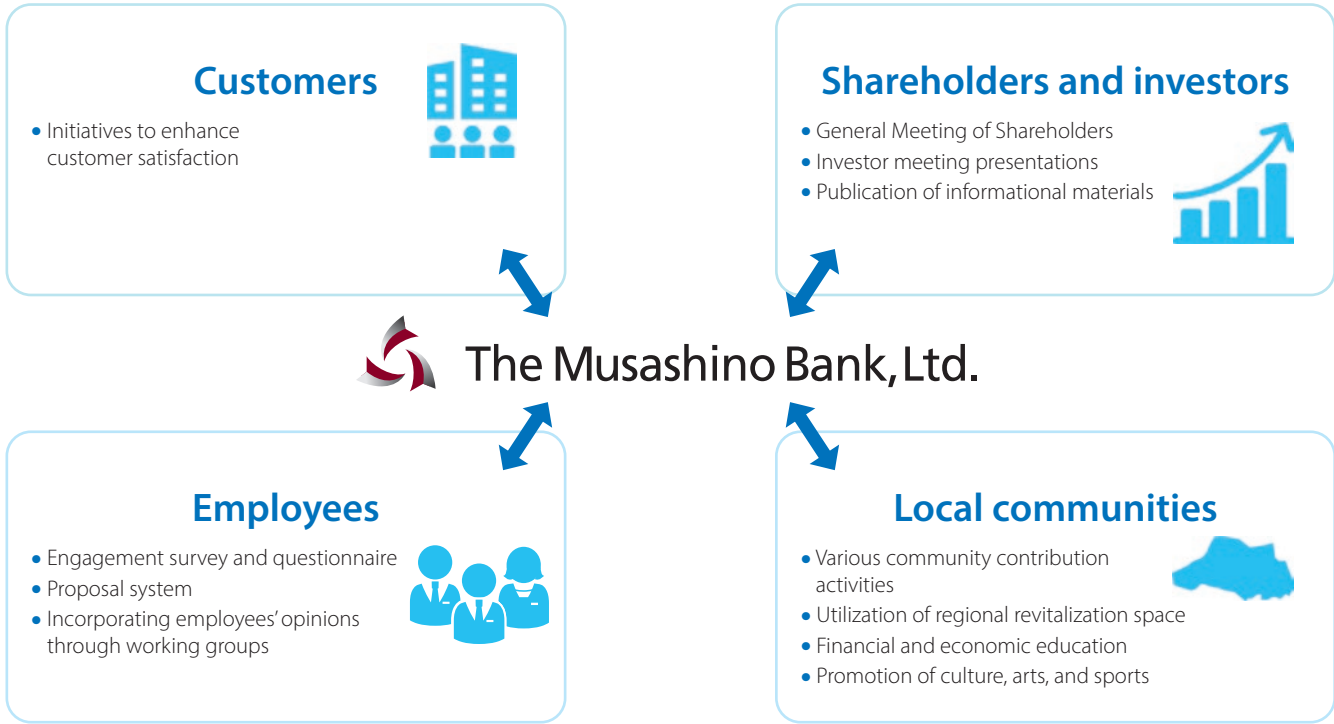 Customers
• Initiatives to enhance
customer satisfaction
Shareholders and investors
• General Meeting of Shareholders
• Investor meeting presentations
• Publication of informational materials
The Musashino Bank, Ltd.
Employees
• Engagement survey and questionnaire
• Proposal system
• Incorporating employees’ opinions
through working groups
Local communities
• Various community contribution
activities
• Utilization of regional revitalization space
• Financial and economic education
• Promotion of culture, arts, and sports